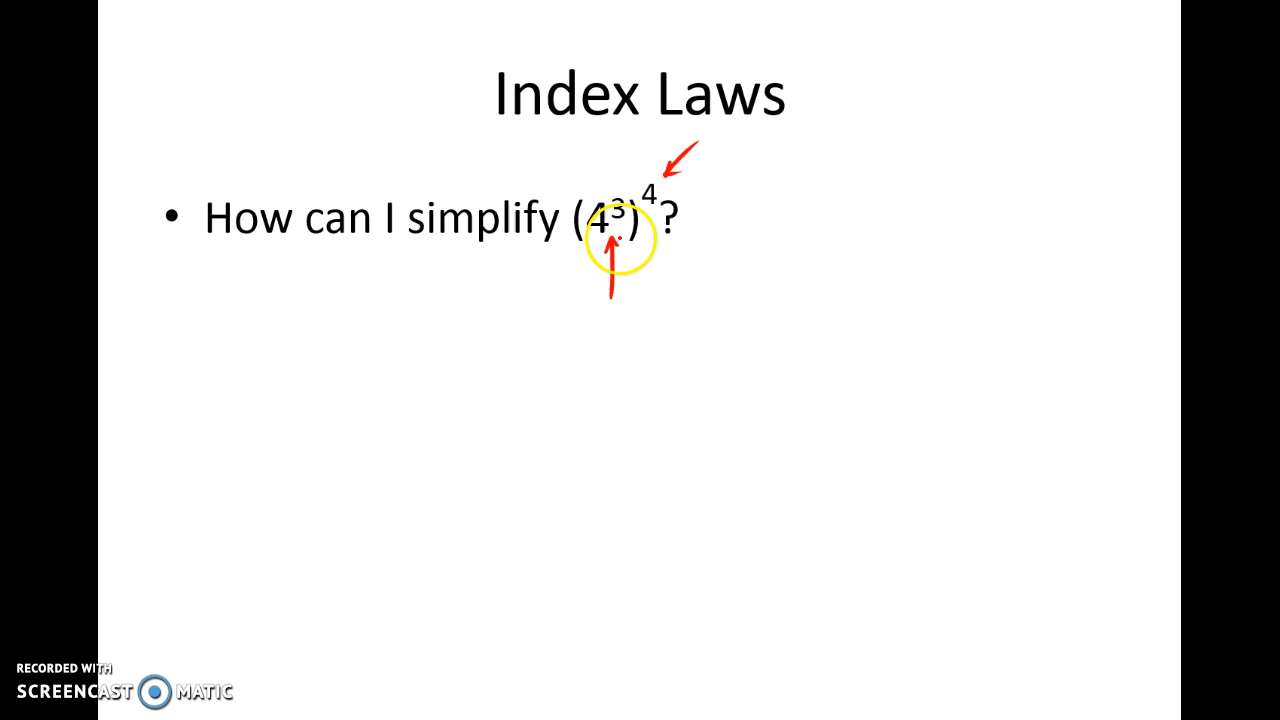 Index Laws
• How can I simplify (4³)⁴?
RECORDED WITH
SCREENCAST MATIC